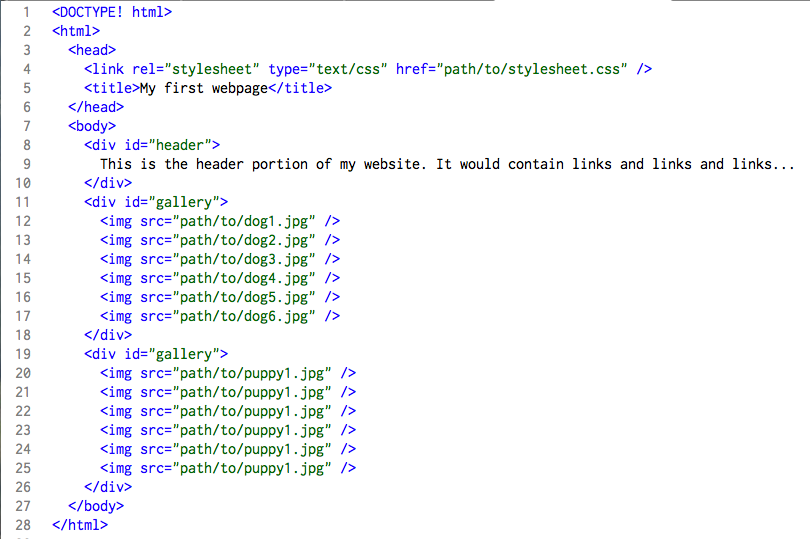 1 <DOCTYPE! html>
2 <html>
3   <head>
4     <link rel="stylesheet" type="text/css" href="path/to/stylesheet.css" />
5     <title>My first webpage</title>
6   </head>
7   <body>
8     <div id="header">
9       This is the header portion of my website. It would contain links and links and links...
10     </div>
11     <div id="gallery">
12       <img src="path/to/dog1.jpg" />
13       <img src="path/to/dog2.jpg" />
14       <img src="path/to/dog3.jpg" />
15       <img src="path/to/dog4.jpg" />
16       <img src="path/to/dog5.jpg" />
17       <img src="path/to/dog6.jpg" />
18     </div>
19     <div id="gallery">
20       <img src="path/to/puppy1.jpg" />
21       <img src="path/to/puppy1.jpg" />
22       <img src="path/to/puppy1.jpg" />
23       <img src="path/to/puppy1.jpg" />
24       <img src="path/to/puppy1.jpg" />
25       <img src="path/to/puppy1.jpg" />
26     </div>
27   </body>
28 </html>